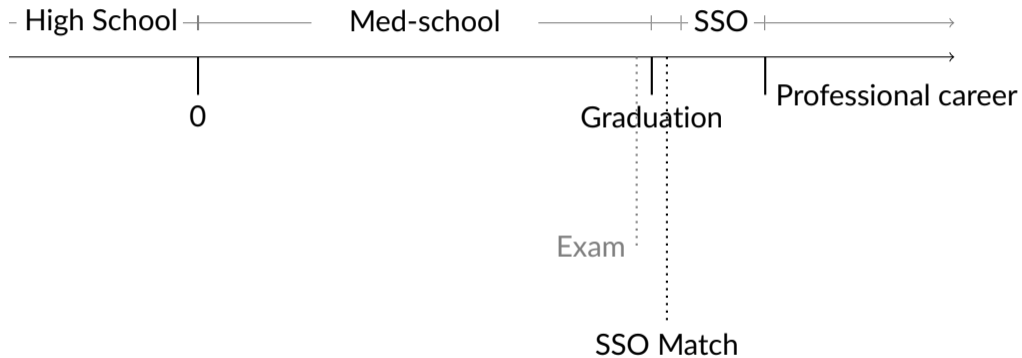 High School
Med-school
SSO
0
Graduation
Professional career
Exam
SSO Match